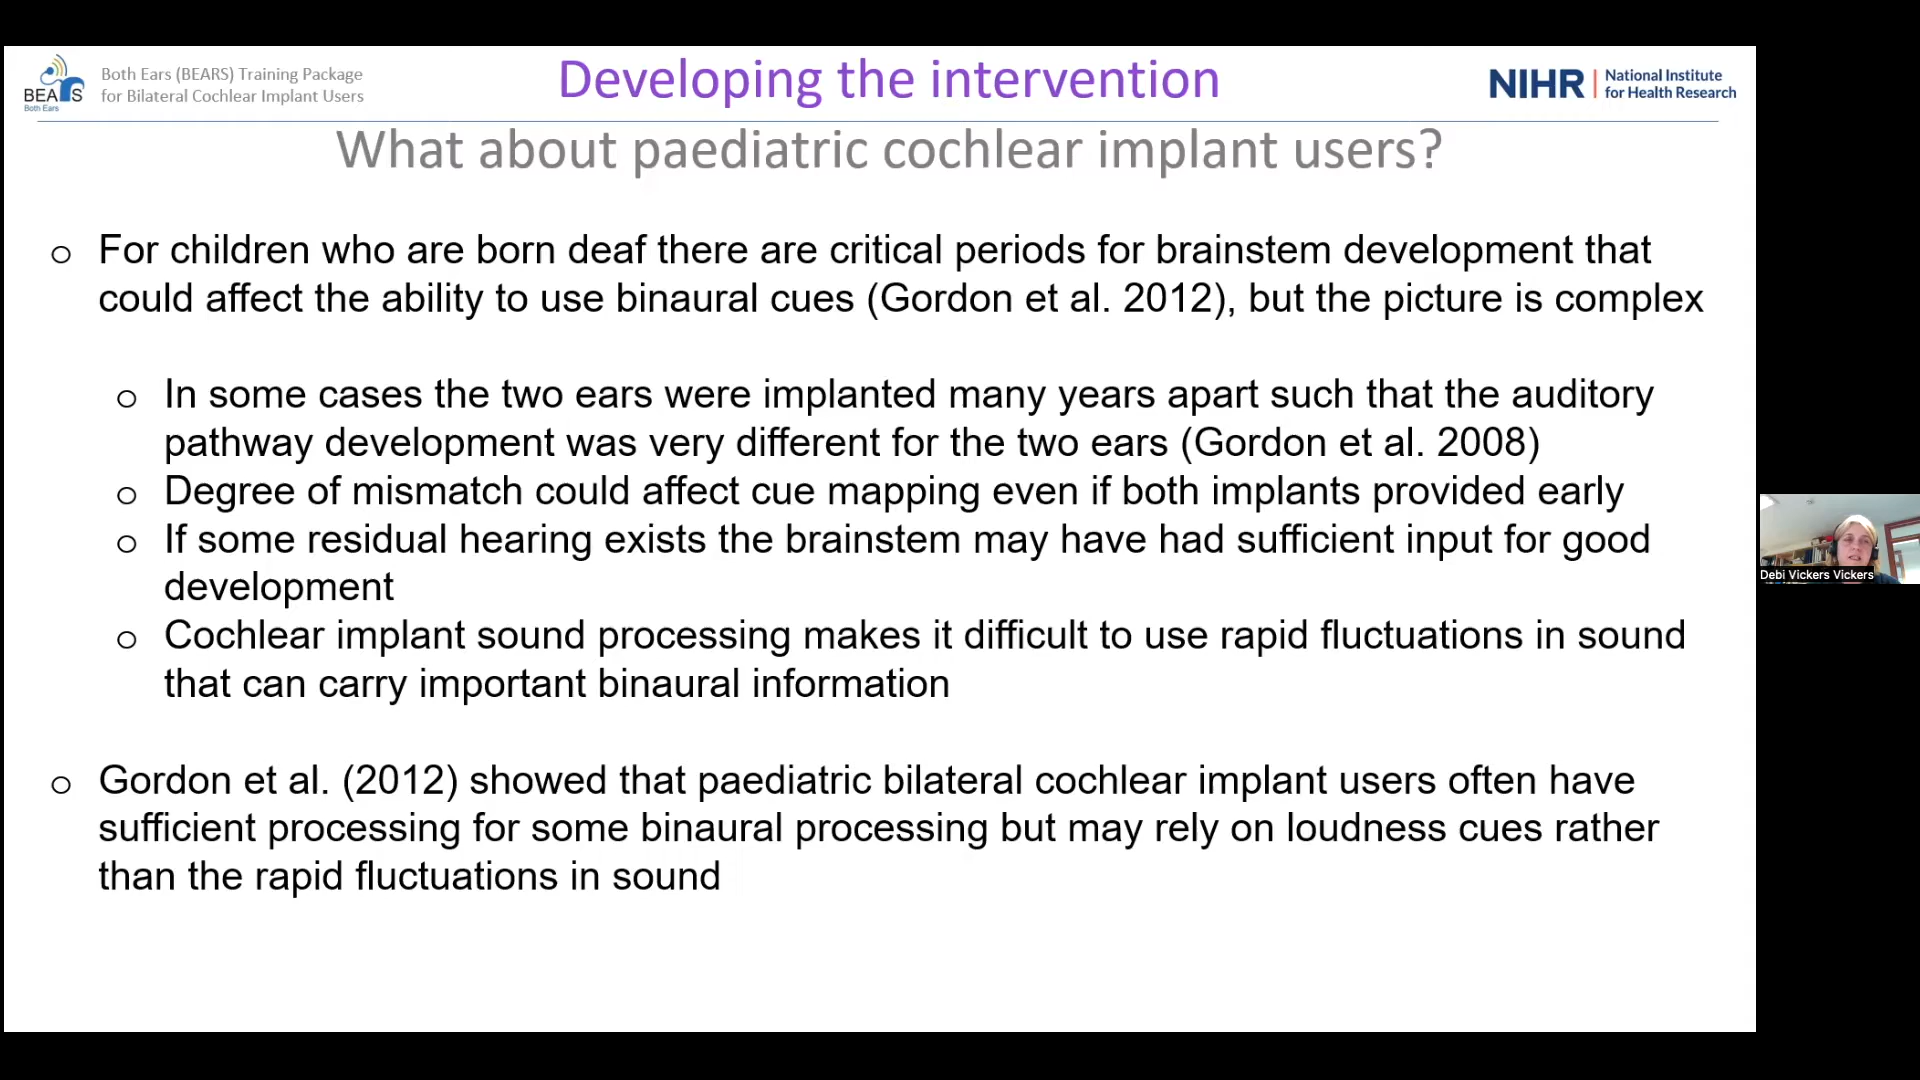 BEARS
Both Ears
Both Ears (BEARS) Training Package
for Bilateral Cochlear Implant Users
Developing the intervention
NIHR | National Institute
for Health Research
What about paediatric cochlear implant users?
o For children who are born deaf there are critical periods for brainstem development that
could affect the ability to use binaural cues (Gordon et al. 2012), but the picture is complex
o In some cases the two ears were implanted many years apart such that the auditory
pathway development was very different for the two ears (Gordon et al. 2008)
o Degree of mismatch could affect cue mapping even if both implants provided early
o If some residual hearing exists the brainstem may have had sufficient input for good
development
o Cochlear implant sound processing makes it difficult to use rapid fluctuations in sound
that can carry important binaural information
o Gordon et al. (2012) showed that paediatric bilateral cochlear implant users often have
sufficient processing for some binaural processing but may rely on loudness cues rather
than the rapid fluctuations in sound
Debi Vickers Vickers